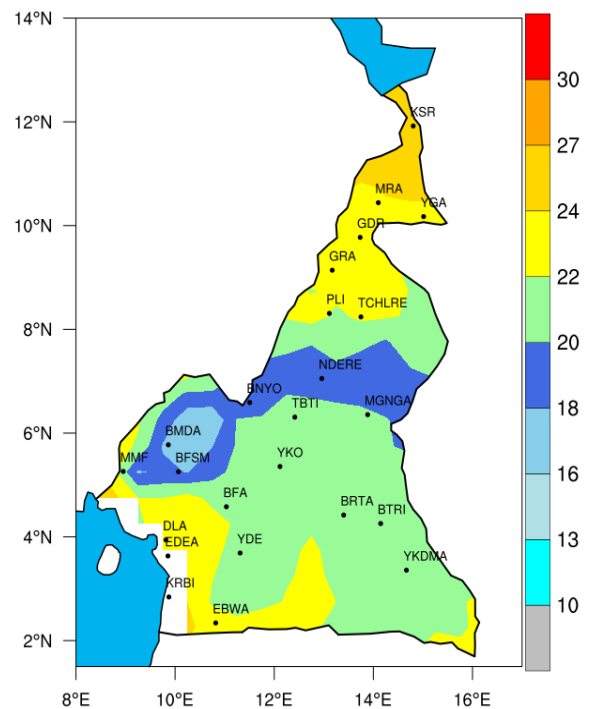 14°N
12°N
10°N
8°N
6°N
4°N
2°N
8°E
10°E
12°E
14°E
16°E
30
27
24
22
20
18
16
13
10
KSR
MRA
YGA
GDR
GRA
PLI
TCHLRE
NDERE
BNYO
TBTI
MGNGA
BMDA
MMF
BFSM
YKO
BFA
BRTA
BTRI
DLA
EDEA
YDE
YKDMA
KRBI
EBWA